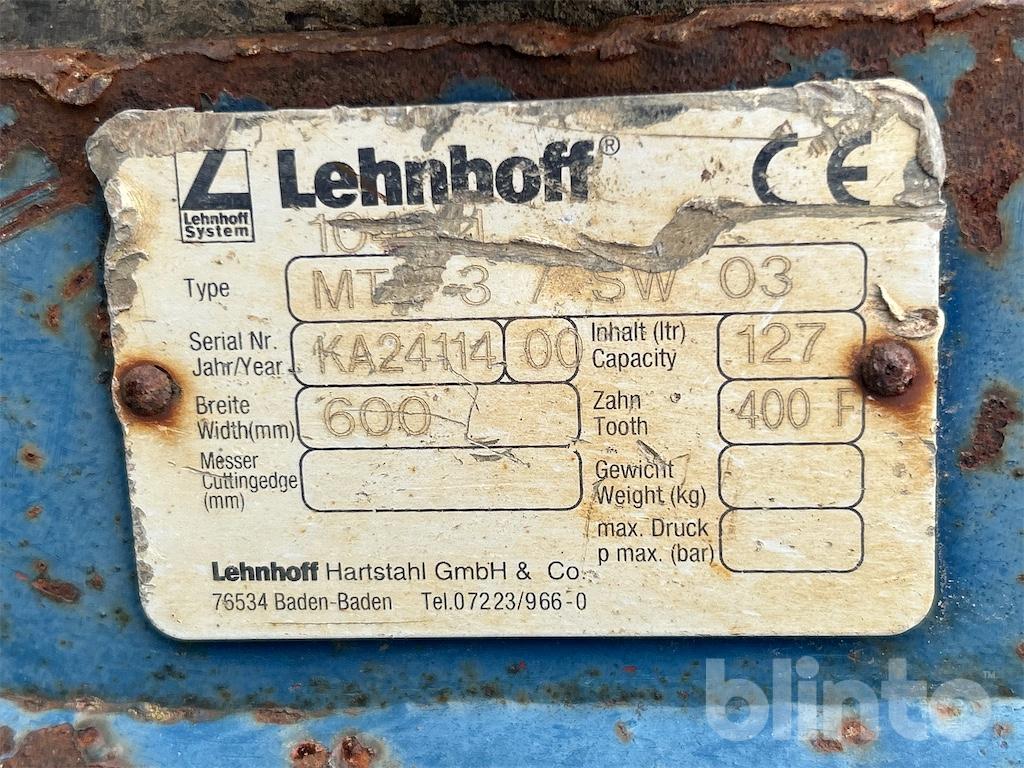 Lehnhoff®
CE
Lehnhoff
System
Type
3 / SW 03
Serial Nr.
Jahr/Year
KA24114 00
Inhalt (ltr)
Capacity
127
Breite
Width(mm)
600
Zahn
Tooth
400 F
Messer
Cuttingedge
(mm)
Gewicht
Weight (kg)
max. Druck
p max. (bar)
Lehnhoff Hartstahl GmbH & Co.
76534 Baden-Baden Tel.07223/966-0
blinto™